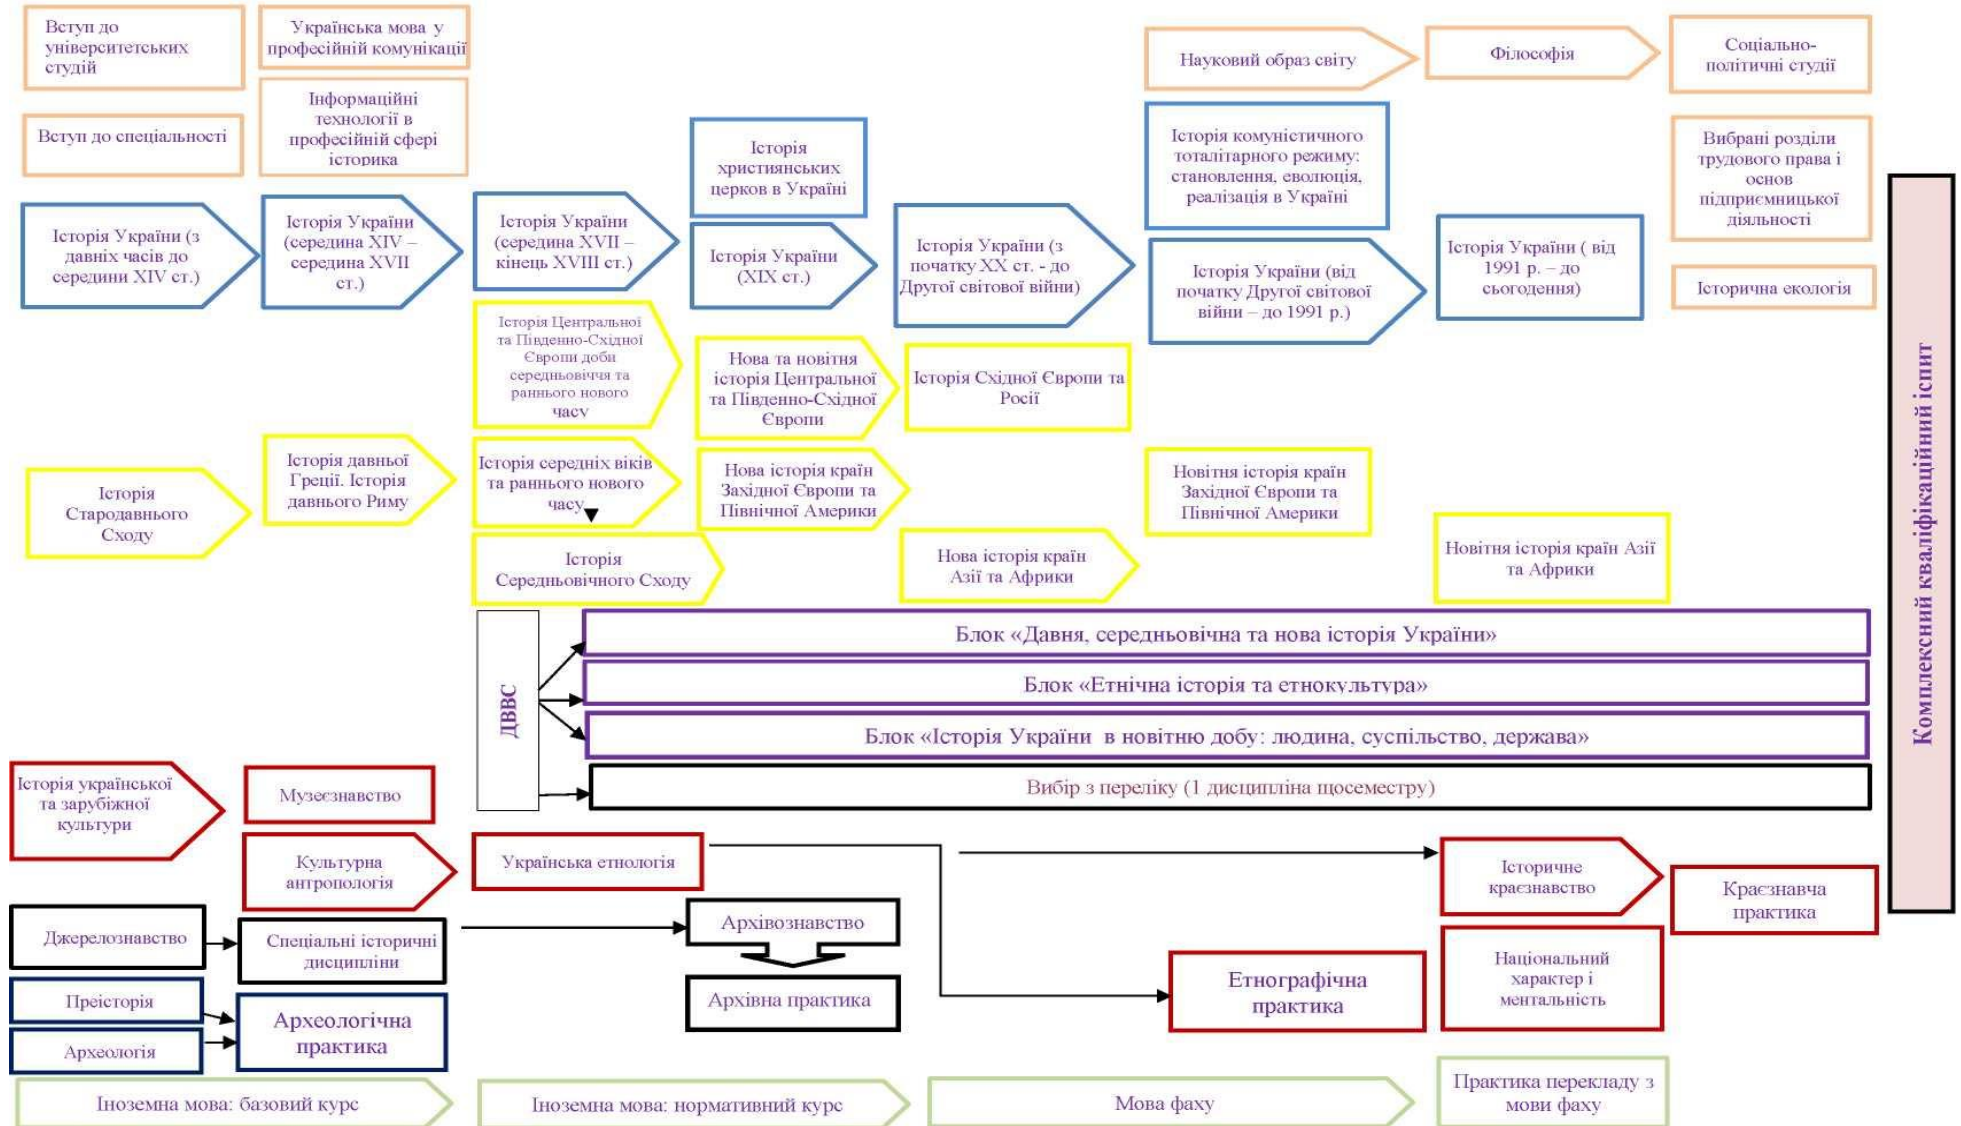 Вступ до
університетських
студій
Українська мова у
професійній комунікації
Науковий образ світу
Філософія
Соціально-
політичні студії
Вступ до спеціальності
Інформаційні
технології в
професійній сфері
історика
Історія
християнських
церков в Україні
Історія комуністичного
тоталітарного режиму:
становлення, еволюція,
реалізація в Україні
Вибрані розділи
трудового права і
основ
підприємницької
діяльності
Історія України (з
давніх часів до
середини XIV ст.)
Історія України
(середина XIV –
середина XVII
ст.)
Історія України
(середина XVII –
кінець XVIII ст.)
Історія України
(XIX ст.)
Історія України (з
початку XX ст. - до
Другої світової війни)
Історія України (від
початку Другої світової
війни – до 1991 р.)
Історія України ( від
1991 р. – до
сьогодення)
Історична екологія
Історія Центральної
та Південно-Східної
Європи доби
середньовіччя та
раннього нового
часу
Нова та новітня
історія Центральної
та Південно-Східної
Європи
Історія Східної Європи та
Росії
Історія
Стародавнього
Сходу
Історія давньої
Греції. Історія
давнього Риму
Історія середніх віків
та раннього нового
часу
Нова історія країн
Західної Європи та
Північної Америки
Новітня історія країн
Західної Європи та
Північної Америки
Історія
Середньовічного Сходу
Нова історія країн
Азії та Африки
Новітня історія країн Азії
та Африки
ДВВС
Блок «Давня, середньовічна та нова історія України»
Блок «Етнічна історія та етнокультура»
Блок «Історія України в новітню добу: людина, суспільство, держава»
Вибір з переліку (1 дисципліна щосеместру)
Комплексний кваліфікаційний іспит
Історія української
та зарубіжної
культури
Музеєзнавство
Культурна
антропологія
Українська етнологія
Історичне
краєзнавство
Краєзнавча
практика
Джерелознавство
Спеціальні історичні
дисципліни
Архівознавство
Архівна практика
Етнографічна
практика
Національний
характер і
ментальність
Преісторія
Археологія
Археологічна
практика
Іноземна мова: базовий курс
Іноземна мова: нормативний курс
Мова фаху
Практика перекладу з
мови фаху